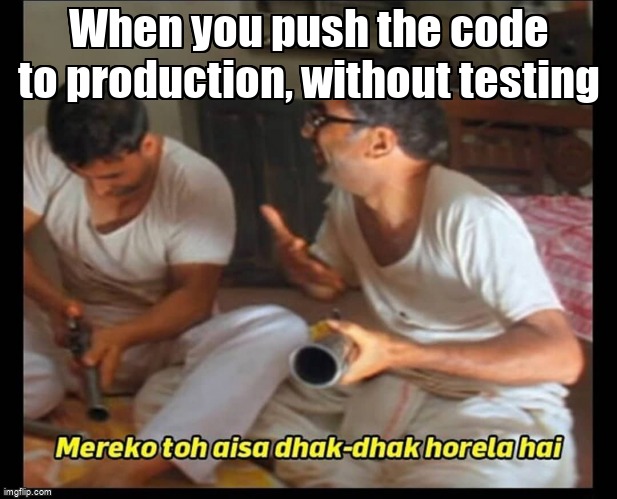 When you push the code
to production, without testing
Mereko toh aisa dhak-dhak horela hai
imgflip.com